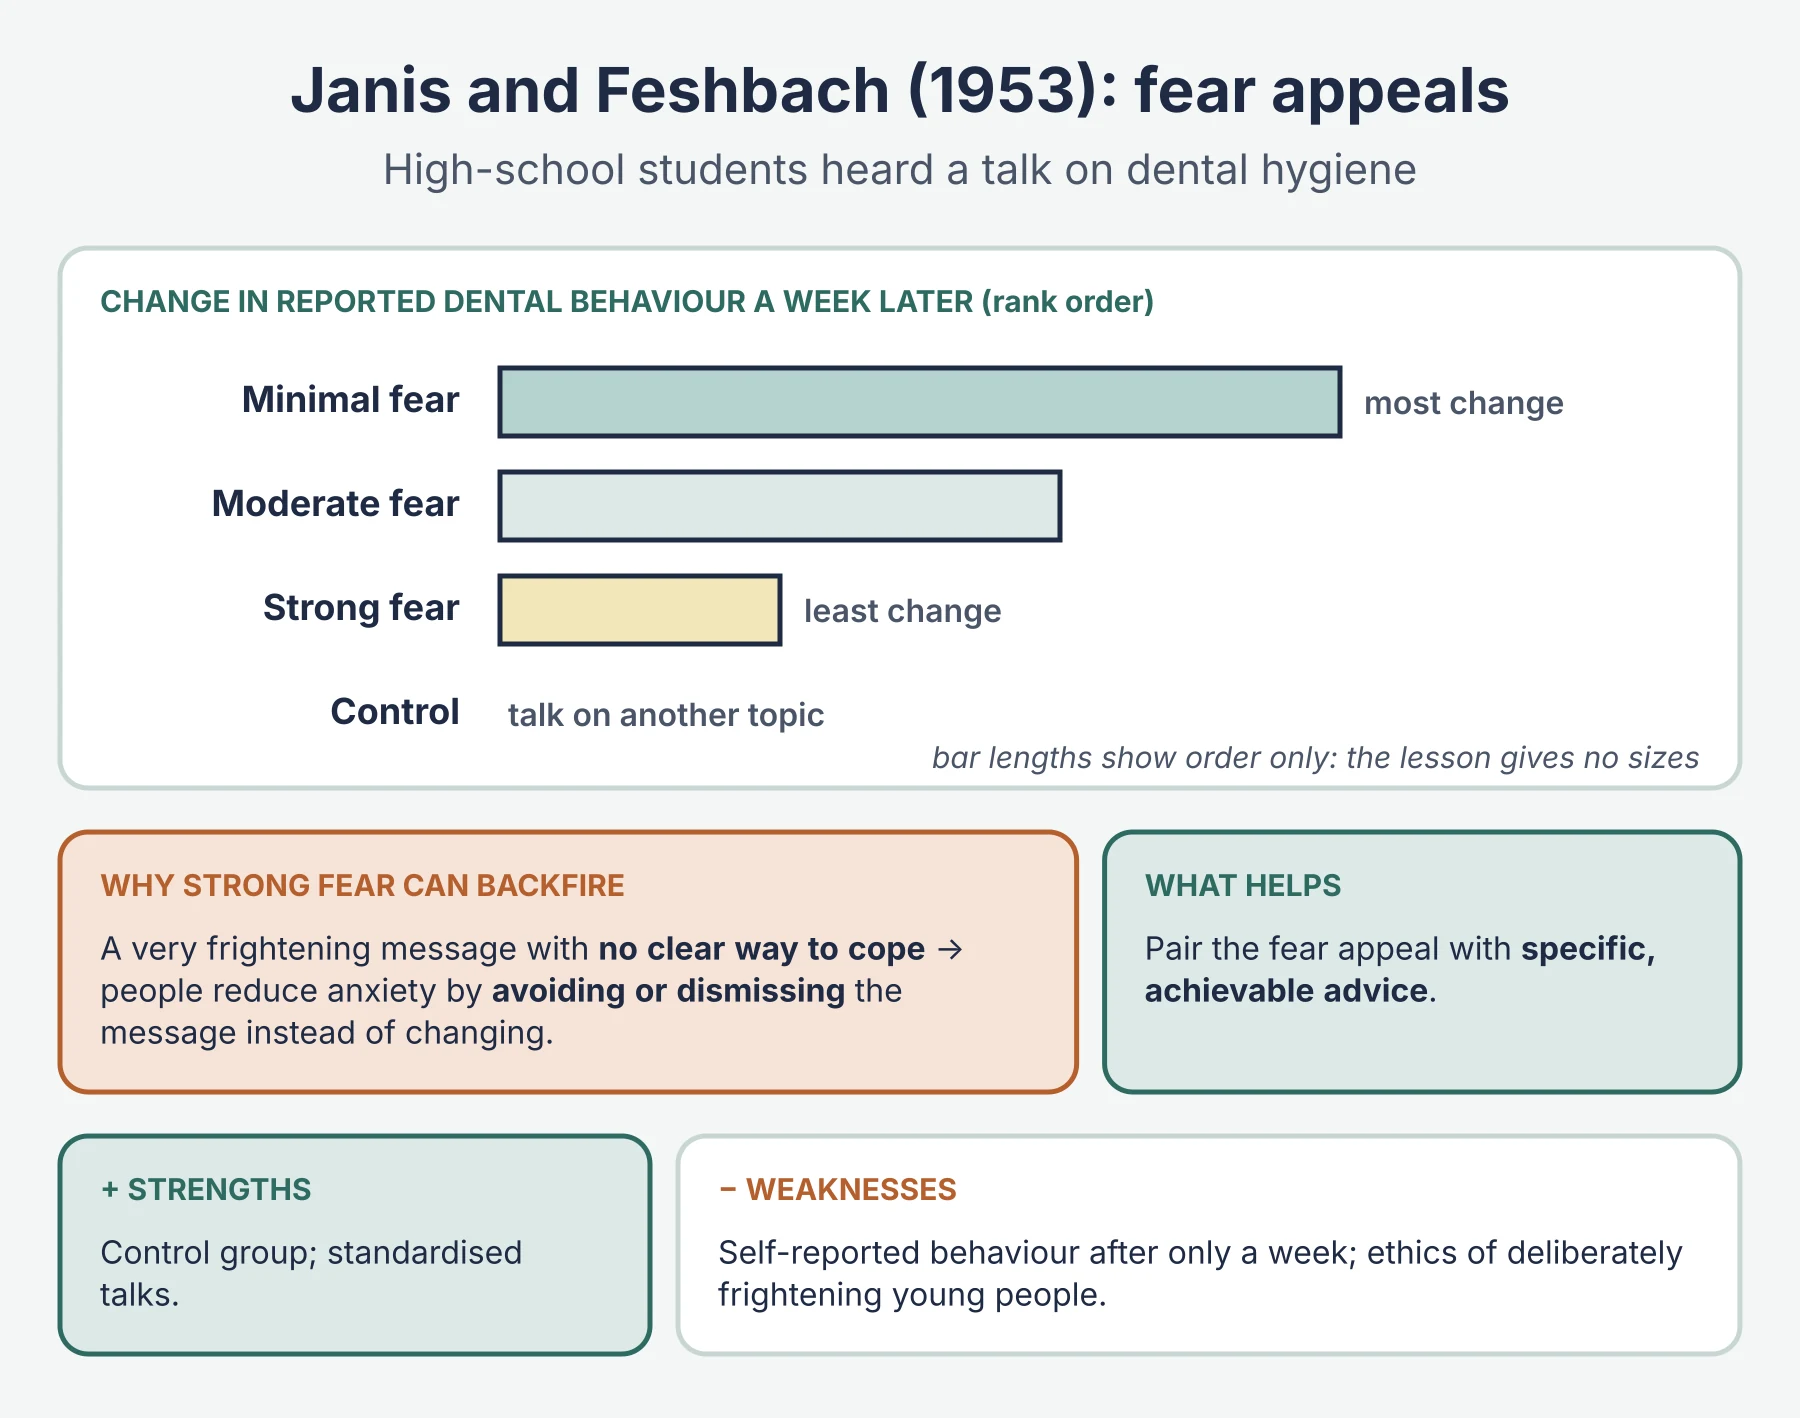 Janis and Feshbach (1953): fear appeals
High-school students heard a talk on dental hygiene
CHANGE IN REPORTED DENTAL BEHAVIOUR A WEEK LATER (rank order)
Minimal fear
most change
Moderate fear
Strong fear
least change
Control
talk on another topic
bar lengths show order only: the lesson gives no sizes
WHY STRONG FEAR CAN BACKFIRE
A very frightening message with no clear way to cope →
people reduce anxiety by avoiding or dismissing the
message instead of changing.
WHAT HELPS
Pair the fear appeal with specific,
achievable advice.
+ STRENGTHS
Control group; standardised
talks.
− WEAKNESSES
Self-reported behaviour after only a week; ethics of deliberately
frightening young people.